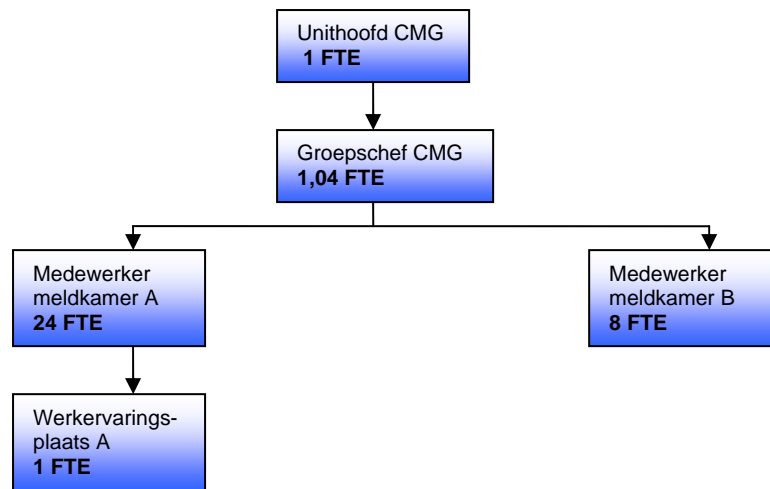 Unithoofd CMG
1 FTE
Groepschef CMG
1,04 FTE
Medewerker
meldkamer A
24 FTE
Medewerker
meldkamer B
8 FTE
Werkervarings-
plaats A
1 FTE